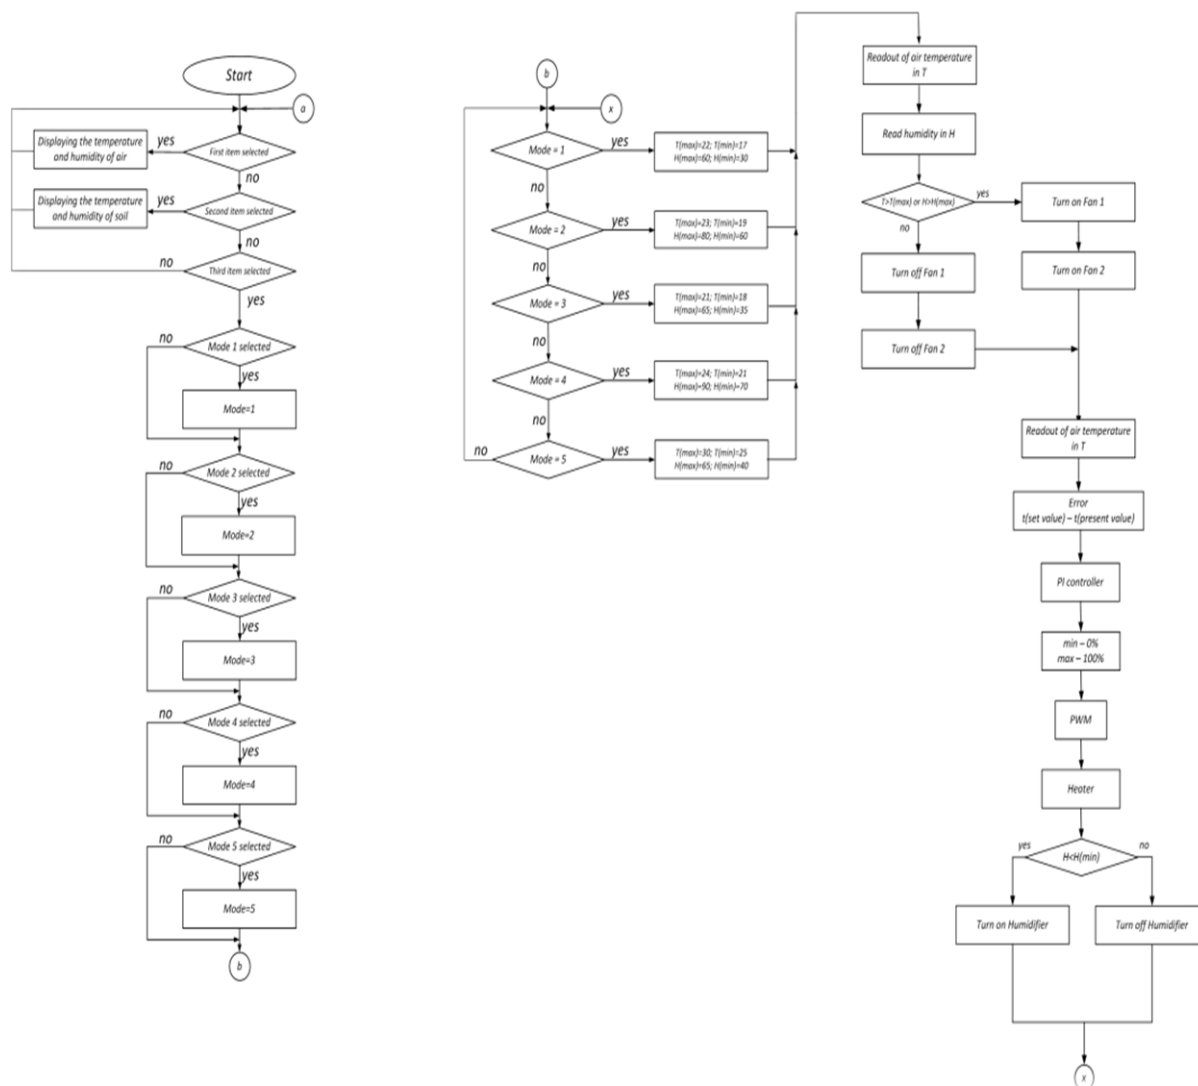 Start
a
Displaying the temperature
and humidity of air
yes
First item selected
no
Displaying the temperature
and humidity of soil
yes
Second item selected
no
no
Third item selected
yes
no
Mode 1 selected
yes
Mode=1
no
Mode 2 selected
yes
Mode=2
no
Mode 3 selected
yes
Mode=3
no
Mode 4 selected
yes
Mode=4
no
Mode 5 selected
yes
Mode=5
b
b
x
Mode = 1
yes
T(max)=22; T(min)=17
H(max)=60; H(min)=30
no
Mode = 2
yes
T(max)=23; T(min)=19
H(max)=80; H(min)=60
no
Mode = 3
yes
T(max)=21; T(min)=18
H(max)=65; H(min)=35
no
Mode = 4
yes
T(max)=24; T(min)=21
H(max)=90; H(min)=70
no
no
Mode = 5
yes
T(max)=30; T(min)=25
H(max)=65; H(min)=40
Readout of air temperature
in T
Read humidity in H
T>T(max) or H>H(max)
yes
Turn on Fan 1
no
Turn off Fan 1
Turn on Fan 2
Turn off Fan 2
Readout of air temperature
in T
Error
t(set value) – t(present value)
PI controller
min – 0%
max – 100%
PWM
Heater
yes
H<H(min)
no
Turn on Humidifier
Turn off Humidifier
x